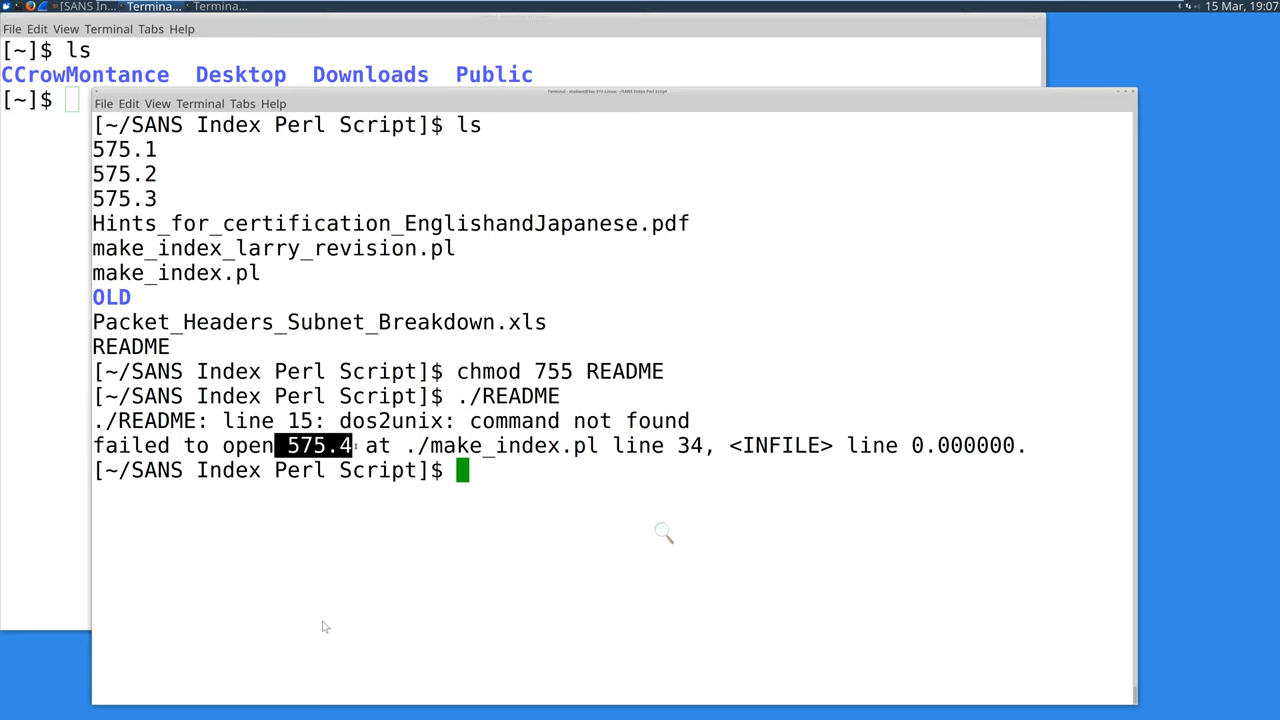 [SANS In... Terminal... Termina... 15 Mar, 19:07
File Edit View Terminal Tabs Help
[~]$ ls
CCrowMontance Desktop Downloads Public
[~]$
File Edit View Terminal Tabs Help
[~/SANS Index Perl Script]$ ls
575.1
575.2
575.3
Hints_for_certification_EnglishandJapanese.pdf
make_index_larry_revision.pl
make_index.pl
OLD
Packet_Headers_Subnet_Breakdown.xls
README
[~/SANS Index Perl Script]$ chmod 755 README
[~/SANS Index Perl Script]$ ./README
./README: line 15: dos2unix: command not found
failed to open 575.4 at ./make_index.pl line 34, <INFILE> line 0.000000.
[~/SANS Index Perl Script]$